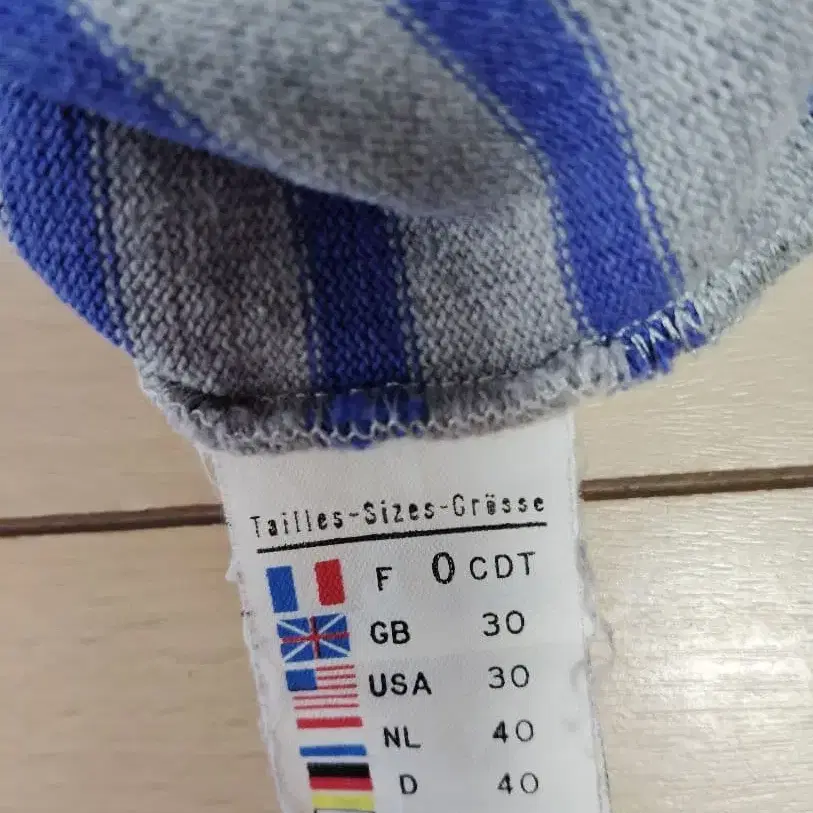 Tailles-Sizes-Grösse
F 0 CDT
GB 30
USA 30
NL 40
D 40